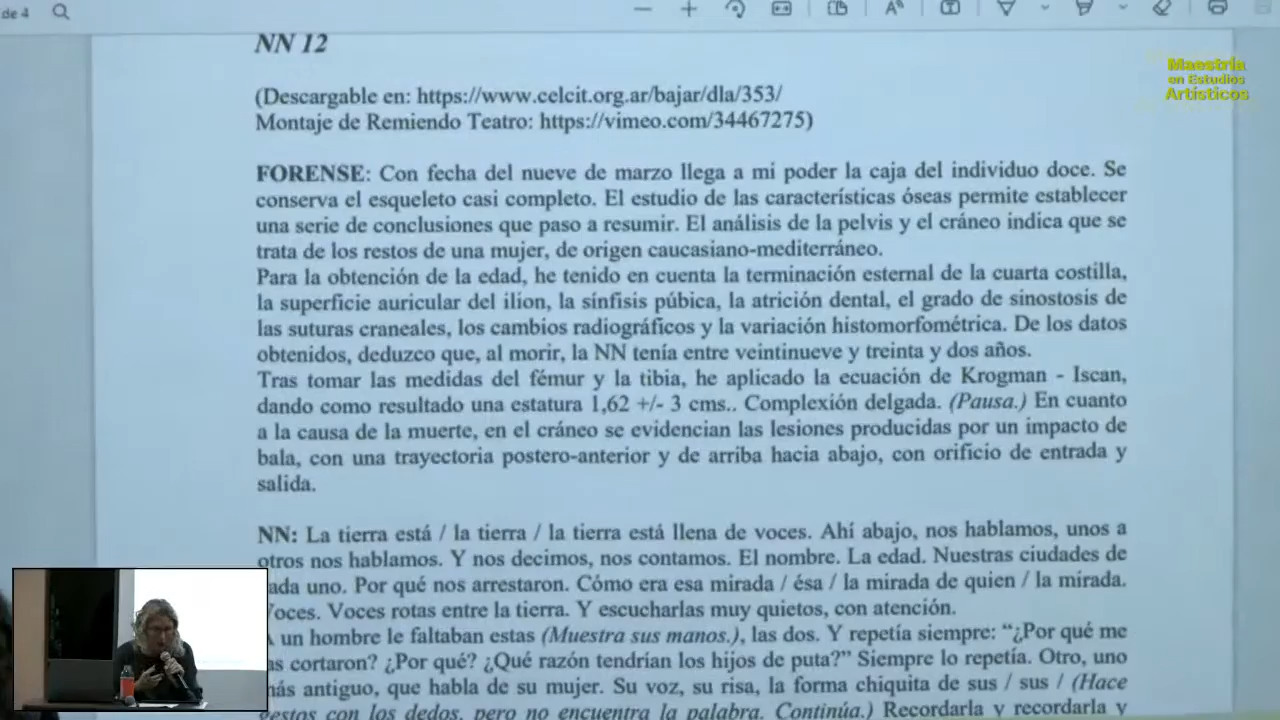 de 4
Maestría
en Estudios
Artísticos
NN 12
(Descargable en: https://www.celcit.org.ar/bajar/dla/353/
Montaje de Remiendo Teatro: https://vimeo.com/34467275)
FORENSE: Con fecha del nueve de marzo llega a mi poder la caja del individuo doce. Se
conserva el esqueleto casi completo. El estudio de las características óseas permite establecer
una serie de conclusiones que paso a resumir. El análisis de la pelvis y el cráneo indica que se
trata de los restos de una mujer, de origen caucasiano-mediterráneo.
Para la obtención de la edad, he tenido en cuenta la terminación esternal de la cuarta costilla,
la superficie auricular del ilion, la sínfisis púbica, la atrición dental, el grado de sinostosis de
las suturas craneales, los cambios radiográficos y la variación histomorfométrica. De los datos
obtenidos, deduzco que, al morir, la NN tenía entre veintinueve y treinta y dos años.
Tras tomar las medidas del fémur y la tibia, he aplicado la ecuación de Krogman - Iscan,
dando como resultado una estatura 1,62 +/- 3 cms.. Complexión delgada. (Pausa.) En cuanto
a la causa de la muerte, en el cráneo se evidencian las lesiones producidas por un impacto de
bala, con una trayectoria postero-anterior y de arriba hacia abajo, con orificio de entrada y
salida.
NN: La tierra está / la tierra / la tierra está llena de voces. Ahí abajo, nos hablamos, unos a
otros nos hablamos. Y nos decimos, nos contamos. El nombre. La edad. Nuestras ciudades de
ada uno. Por qué nos arrestaron. Cómo era esa mirada / ésa / la mirada de quien / la mirada.
oces. Voces rotas entre la tierra. Y escucharlas muy quietos, con atención.
un hombre le faltaban estas (Muestra sus manos.), las dos. Y repetía siempre: “¿Por qué me
as cortaron? ¿Por qué? ¿Qué razón tendrían los hijos de puta?” Siempre lo repetía. Otro, uno
más antiguo, que habla de su mujer. Su voz, su risa, la forma chiquita de sus / sus / (Hace
gestos con los dedos, pero no encuentra la palabra. Continúa.) Recordarla y recordarla y